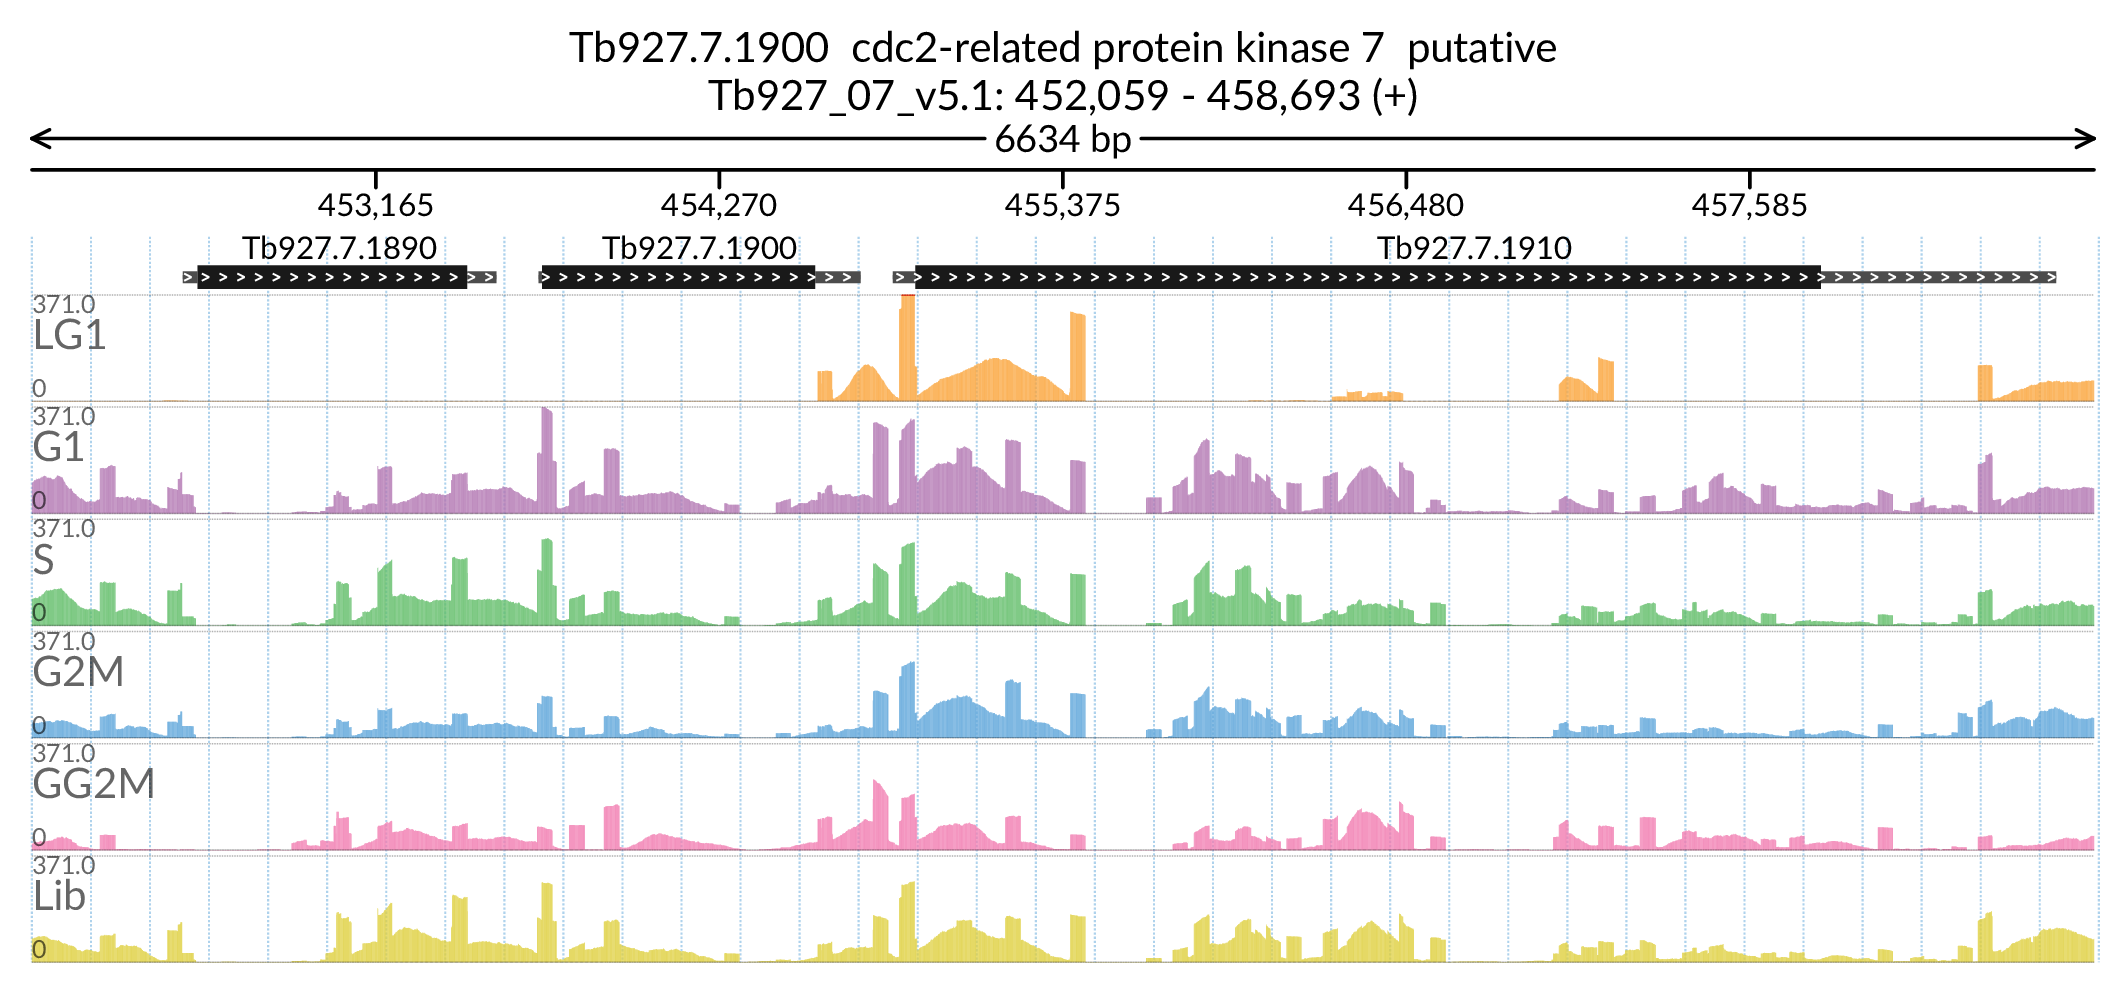 Tb927.7.1900 cdc2-related protein kinase 7 putative
Tb927_07_v5.1: 452,059 - 458,693 (+)
6634 bp
453,165 454,270 455,375 456,480 457,585
Tb927.7.1890 Tb927.7.1900 Tb927.7.1910
371.0
LG1
0
371.0
G1
0
371.0
S
0
371.0
G2M
0
371.0
GG2M
0
371.0
Lib
0